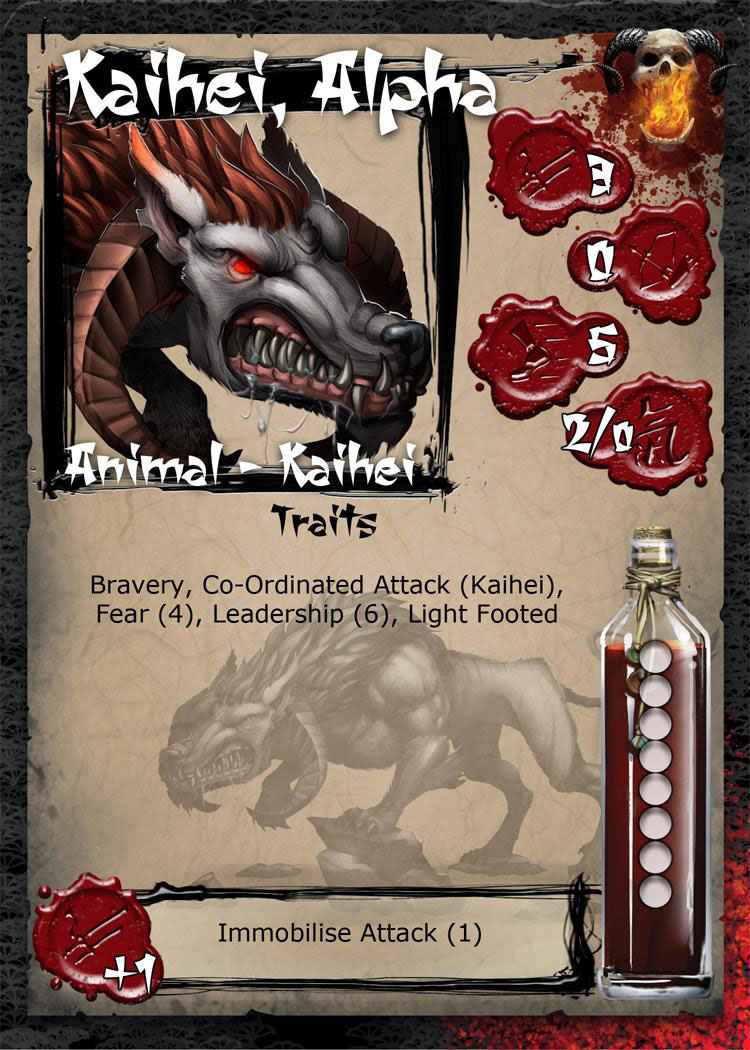 Kaihei, Alpha
3
0
5
2/0
氣
Animal - Kaihei
Traits
Bravery, Co-Ordinated Attack (Kaihei),
Fear (4), Leadership (6), Light Footed
Immobilise Attack (1)
+1